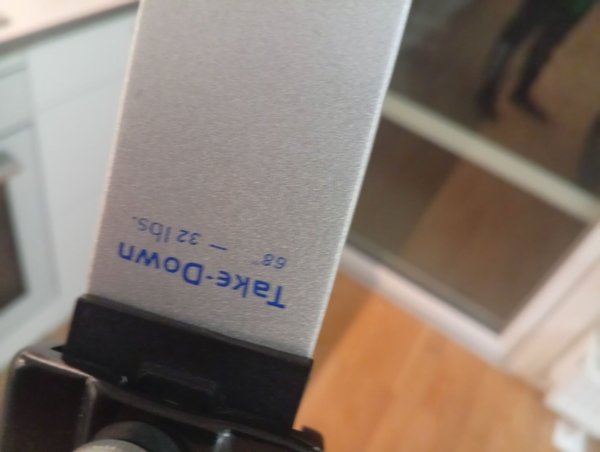 Take-Down
68" — 32 lbs.